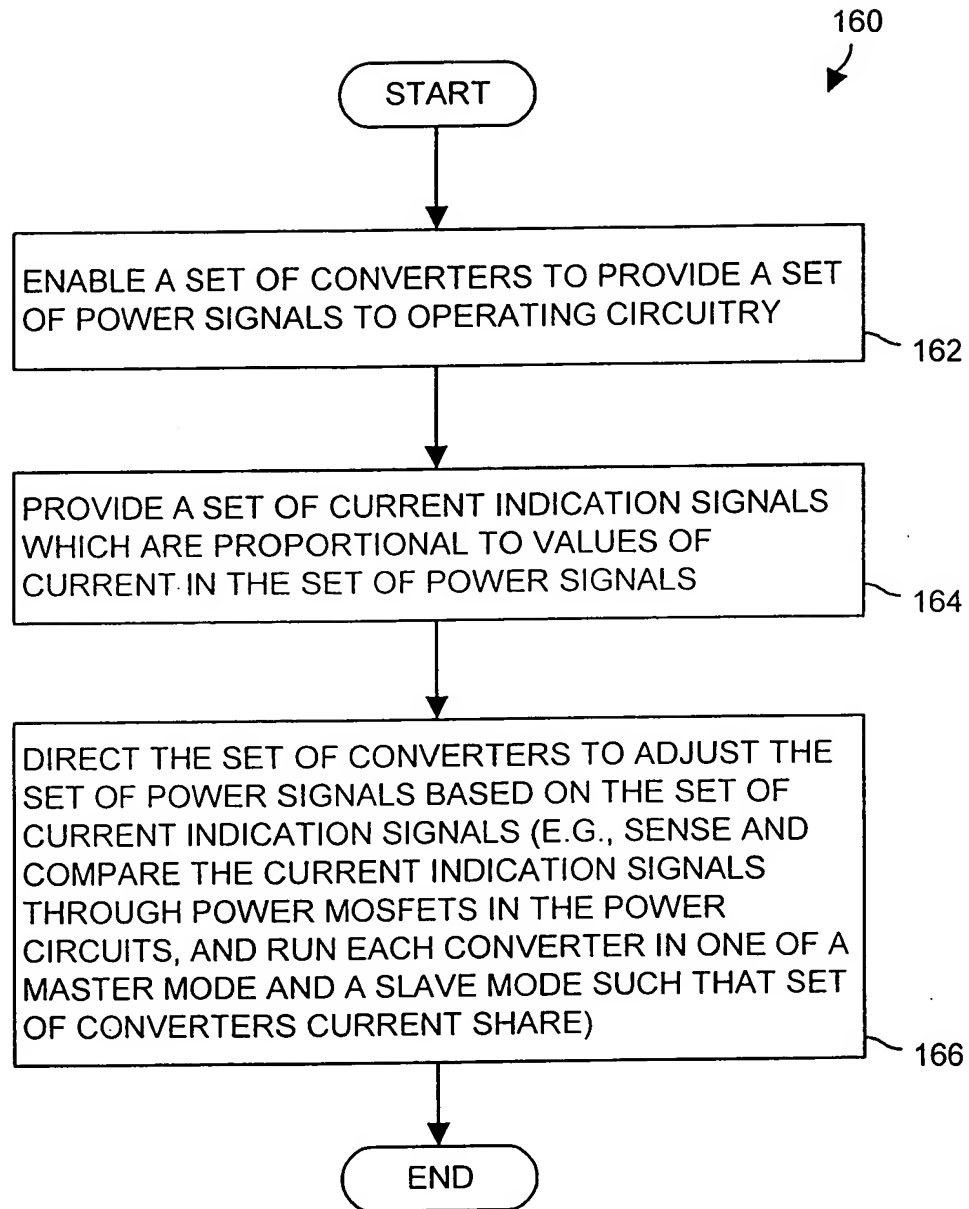 160
START
ENABLE A SET OF CONVERTERS TO PROVIDE A SET
OF POWER SIGNALS TO OPERATING CIRCUITRY
162
PROVIDE A SET OF CURRENT INDICATION SIGNALS
WHICH ARE PROPORTIONAL TO VALUES OF
CURRENT IN THE SET OF POWER SIGNALS
164
DIRECT THE SET OF CONVERTERS TO ADJUST THE
SET OF POWER SIGNALS BASED ON THE SET OF
CURRENT INDICATION SIGNALS (E.G., SENSE AND
COMPARE THE CURRENT INDICATION SIGNALS
THROUGH POWER MOSFETS IN THE POWER
CIRCUITS, AND RUN EACH CONVERTER IN ONE OF A
MASTER MODE AND A SLAVE MODE SUCH THAT SET
OF CONVERTERS CURRENT SHARE)
166
END